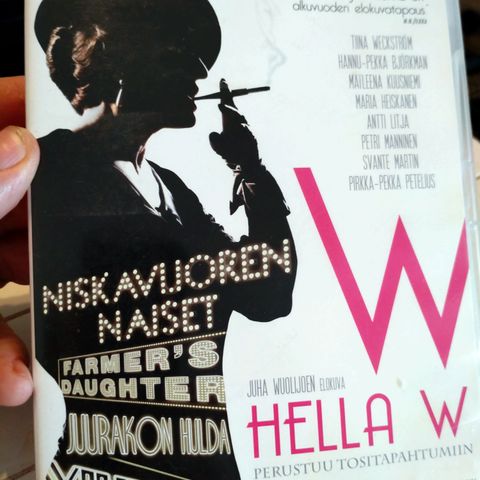 alkuvuoden elokuvatapaus"
TIINA WECKSTRÖM
HANNU-PEKKA BJÖRKMAN
MATLEENA KUUSNIEMI
MARIA HEISKANEN
ANTTI LITJA
PETRI MANNINEN
SVANTE MARTIN
PIRKKA-PEKKA PETELIUS
W
NISKAVUOREN
NAISET
FARMER'S
DAUGHTER
JUURAKON HULDA
JUHA WUOLIJOEN ELOKUVA
HELLA W
PERUSTUU TOSITAPAHTUMIIN